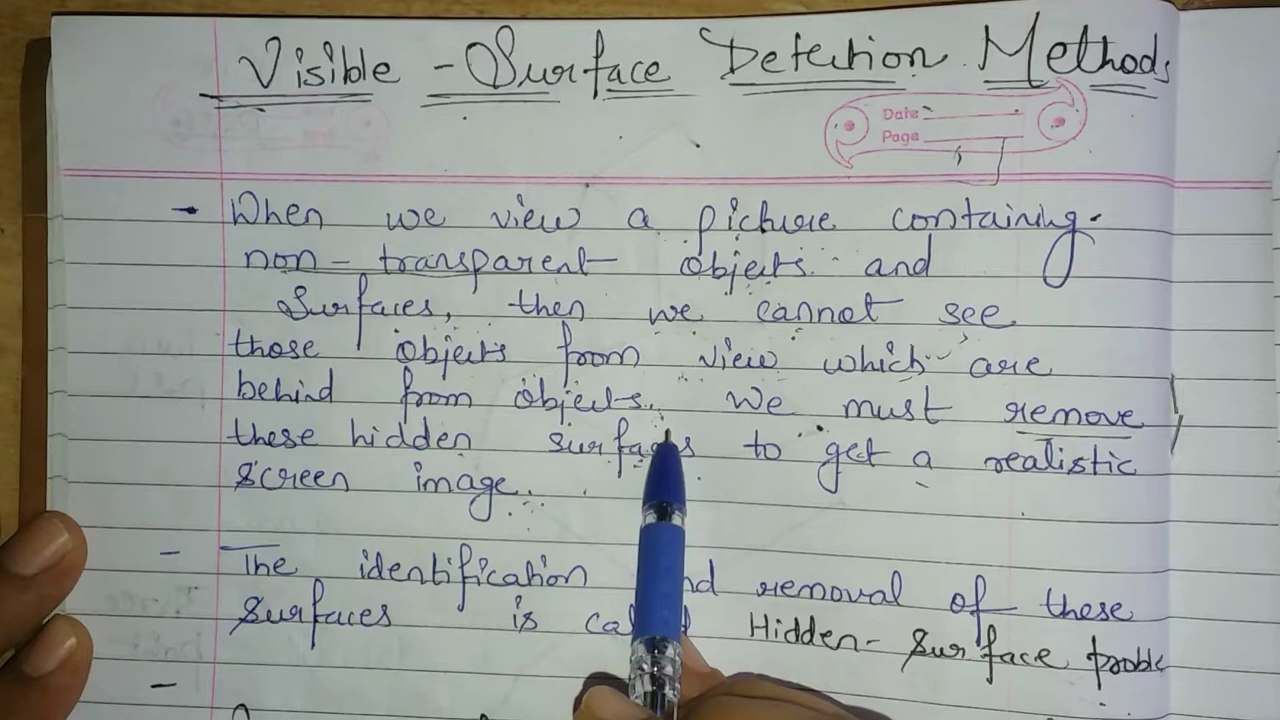 Visible - Surface Detection Methods
Date
Page
- When we view a picture containing
non - transparent objects and
surfaces, then we cannot see
those objects from view which are
behind from objects. We must remove
these hidden surfaces to get a realistic
screen image.
- The identification nd removal of these
surfaces is Hidden - Surface proble
-